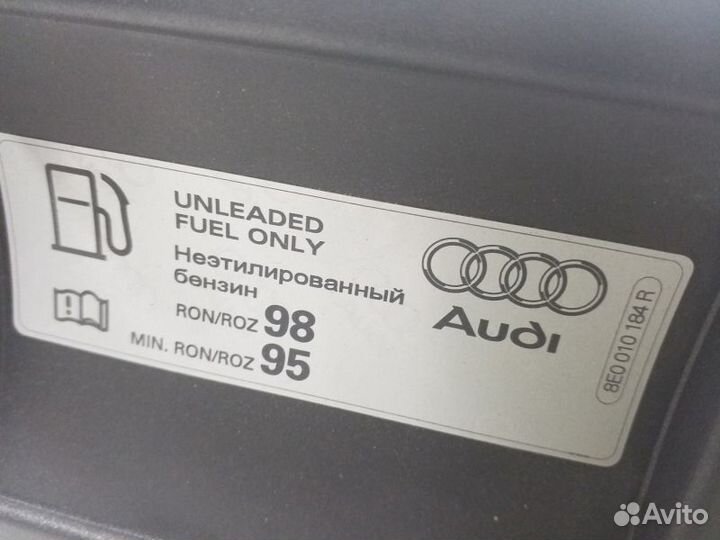 UNLEADED
FUEL ONLY
Неэтилированный
бензин
RON/ROZ 98
MIN. RON/ROZ 95
Audi
8E0 010 184 R
Avito